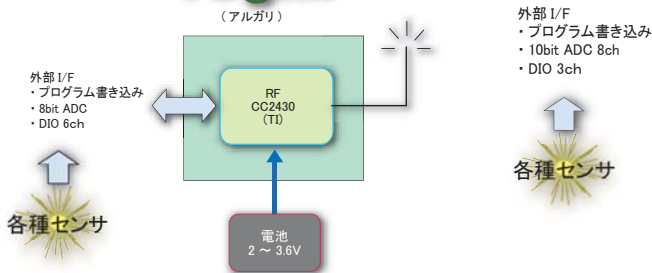 (アルガリ)
外部 I/F
・プログラム書き込み
・8bit ADC
・DIO 6ch
RF
CC2430
(TI)
各種センサ
電池
2 ～ 3.6V
外部 I/F
・プログラム書き込み
・10bit ADC 8ch
・DIO 3ch
各種センサ